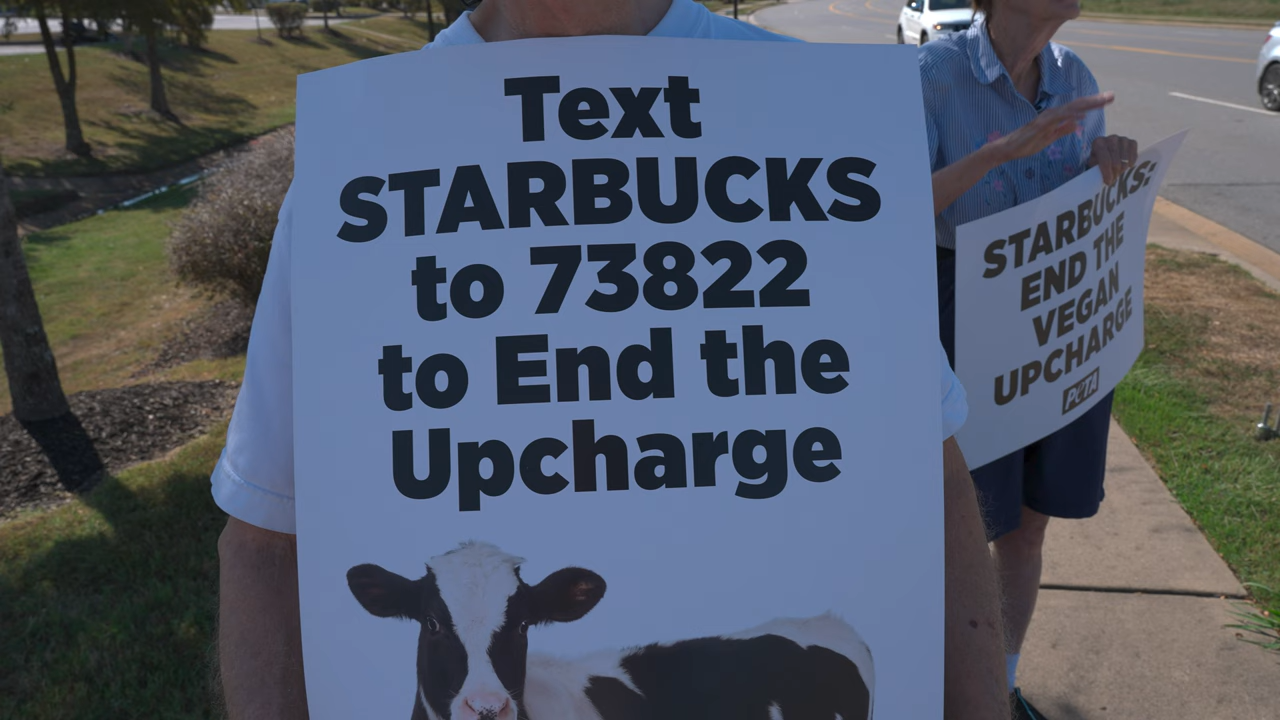 Text
STARBUCKS
to 73822
to End the
Upcharge
STARBUCKS:
END THE
VEGAN
UPCHARGE
PETA